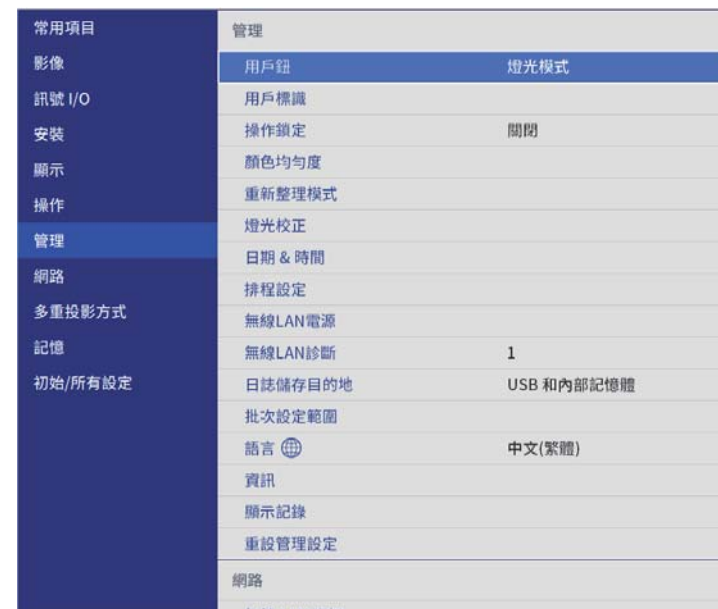 常用項目
影像
訊號 I/O
安裝
顯示
操作
管理
網路
多重投影方式
記憶
初始/所有設定
管理
用戶鈕 燈光模式
用戶標識
操作鎖定 關閉
顏色均勻度
重新整理模式
燈光校正
日期 & 時間
排程設定
無線LAN電源
無線LAN診斷 1
日誌儲存目的地 USB 和內部記憶體
批次設定範圍
語言 中文(繁體)
資訊
顯示記錄
重設管理設定
網路